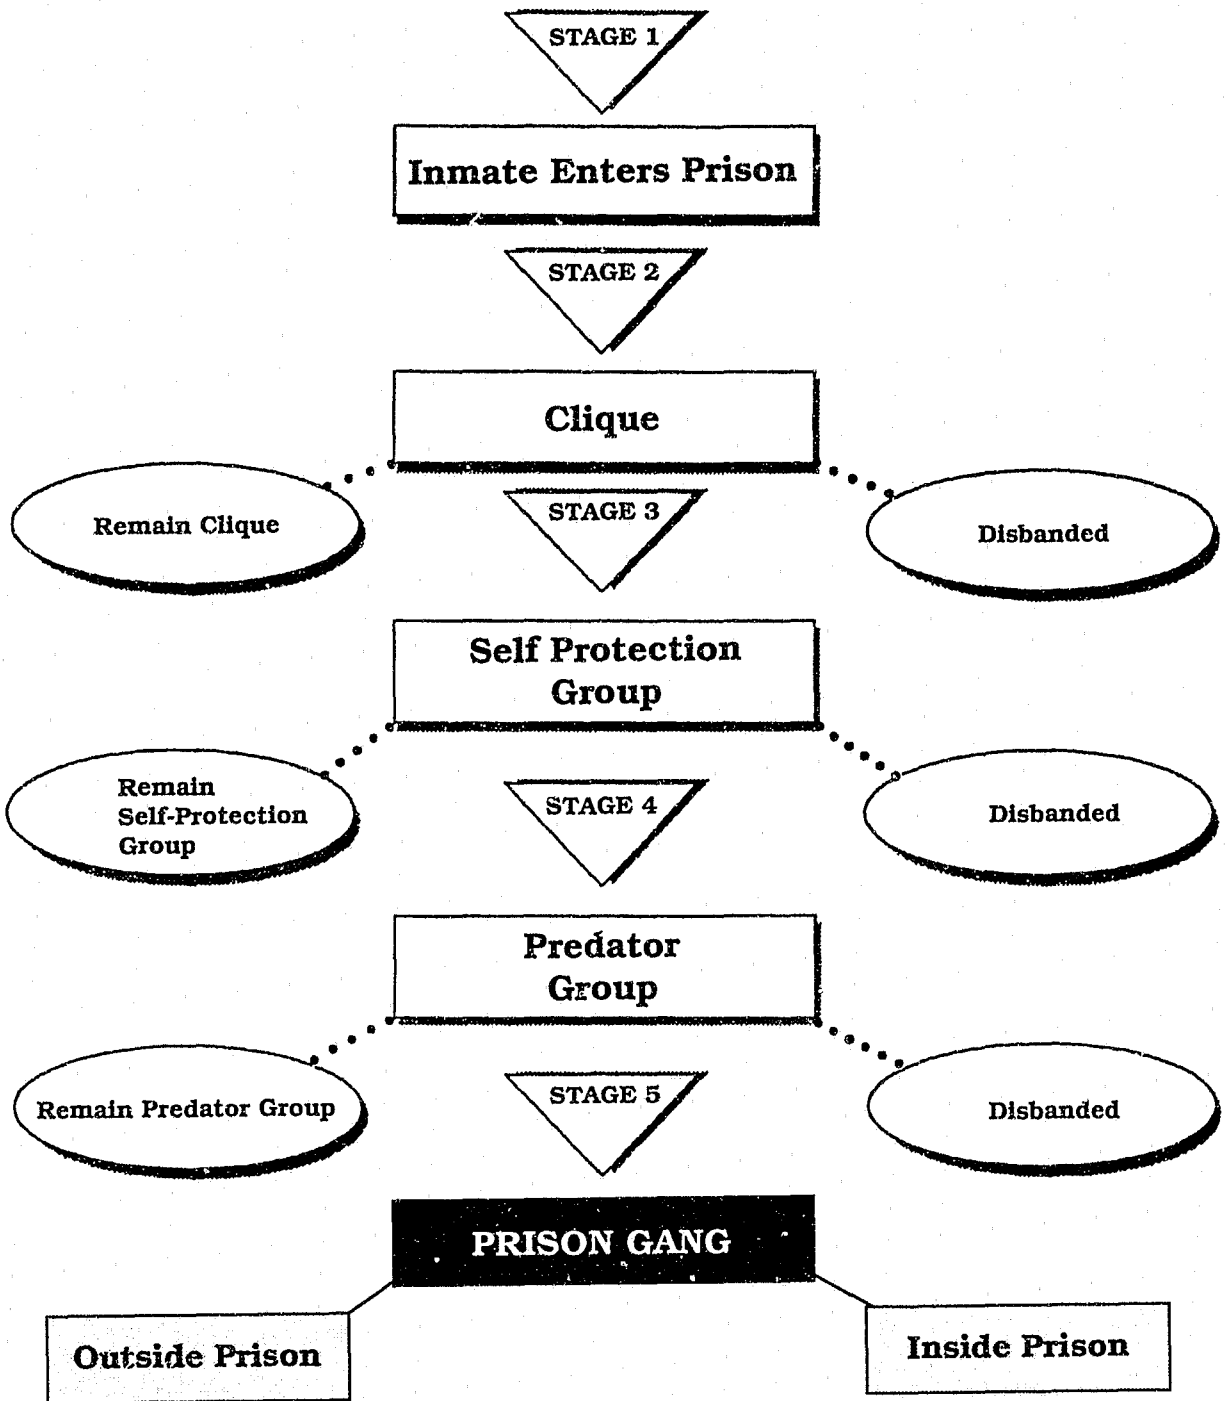 STAGE 1
Inmate Enters Prison
STAGE 2
Clique
Remain Clique
STAGE 3
Disbanded
Self Protection
Group
Remain
Self-Protection
Group
STAGE 4
Disbanded
Predator
Group
Remain Predator Group
STAGE 5
Disbanded
PRISON GANG
Outside Prison
Inside Prison